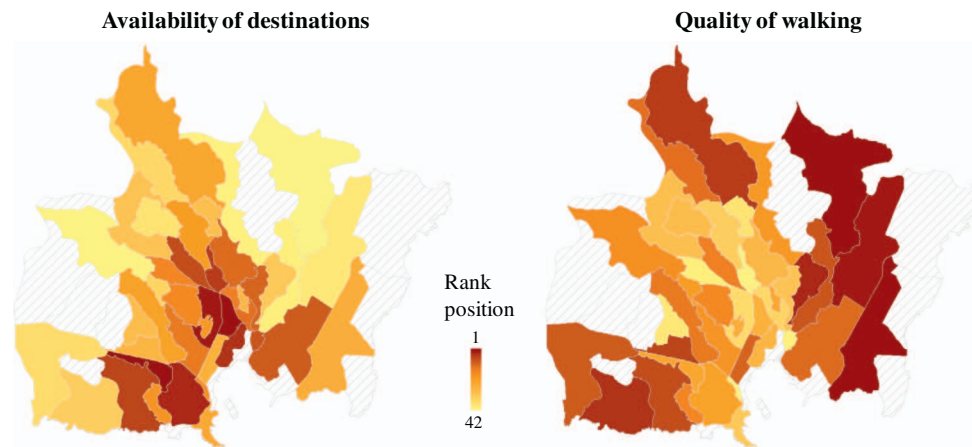 Availability of destinations
Quality of walking
Rank
position
1
42